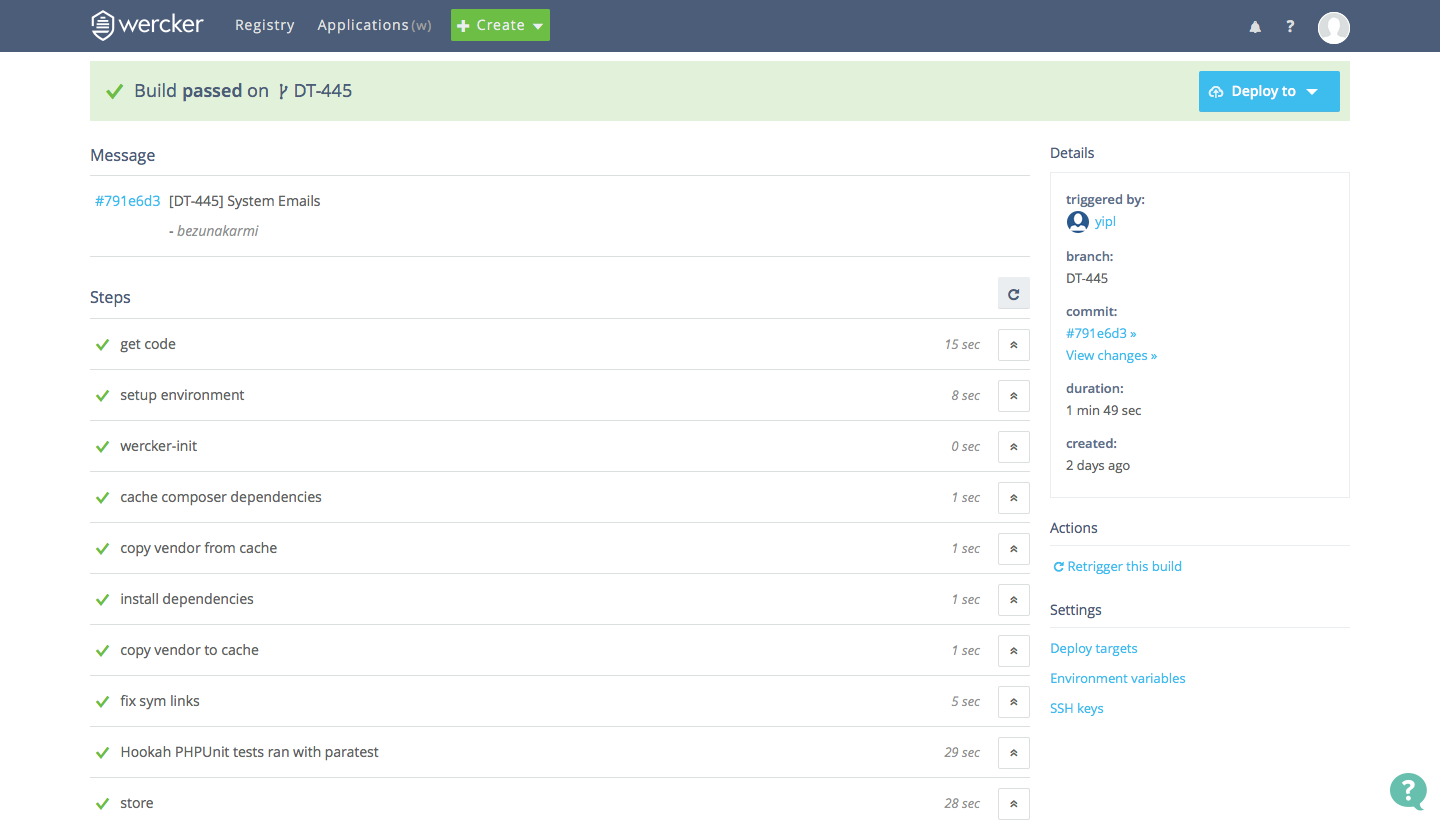 wercker Registry Applications(w) Create ?
Build passed on DT-445 Deploy to
Message
#791e6d3 [DT-445] System Emails
- bezunakarmi
Steps
get code 15 sec
setup environment 8 sec
wercker-init 0 sec
cache composer dependencies 1 sec
copy vendor from cache 1 sec
install dependencies 1 sec
copy vendor to cache 1 sec
fix sym links 5 sec
Hookah PHPUnit tests ran with paratest 29 sec
store 28 sec
Details
triggered by:
yipl
branch:
DT-445
commit:
#791e6d3 »
View changes »
duration:
1 min 49 sec
created:
2 days ago
Actions
Retrigger this build
Settings
Deploy targets
Environment variables
SSH keys
?